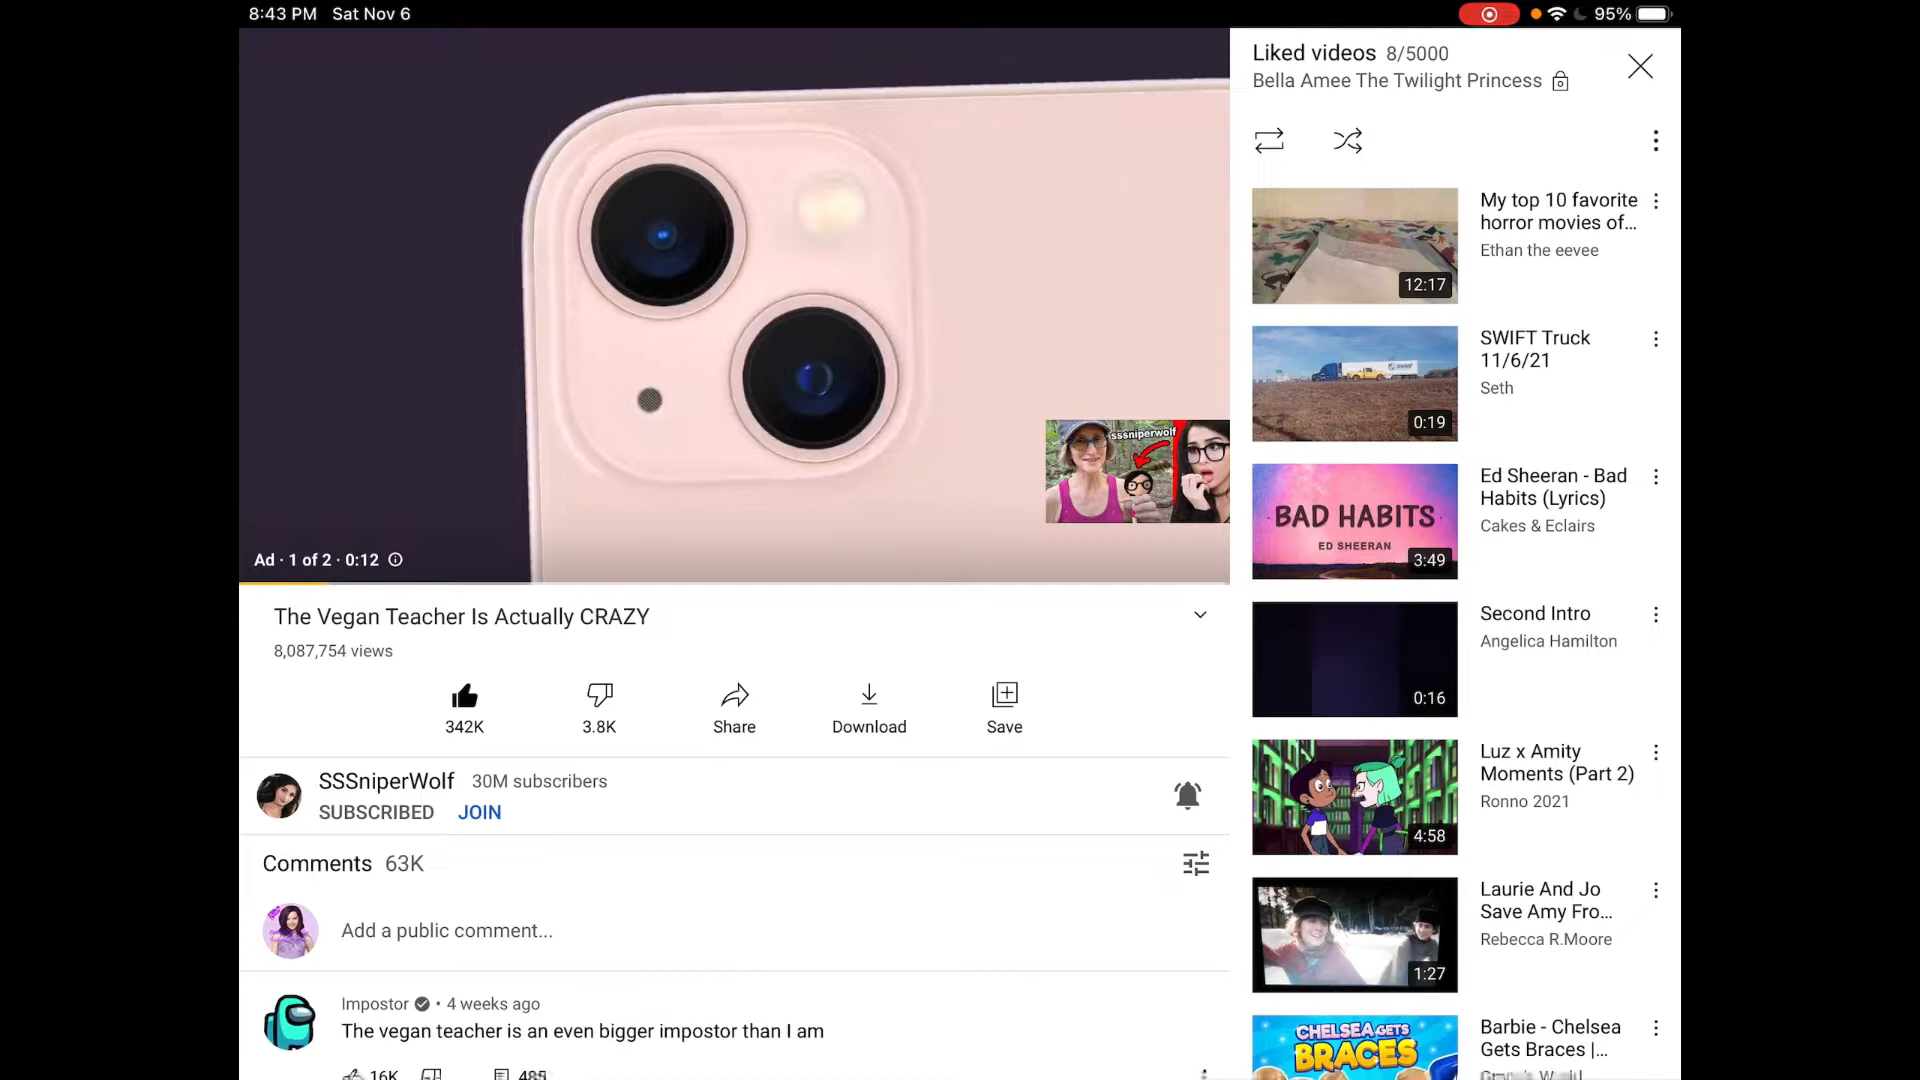 8:43 PM Sat Nov 6
95%
sssniperwolf
Ad · 1 of 2 · 0:12
The Vegan Teacher Is Actually CRAZY
8,087,754 views
342K
3.8K
Share
Download
Save
SSSniperWolf 30M subscribers
SUBSCRIBED JOIN
Comments 63K
Add a public comment...
Impostor • 4 weeks ago
The vegan teacher is an even bigger impostor than I am
16K
485
Liked videos 8/5000
Bella Amee The Twilight Princess
12:17
My top 10 favorite
horror movies of...
Ethan the eevee
SWIFT
0:19
SWIFT Truck
11/6/21
Seth
BAD HABITS
ED SHEERAN
3:49
Ed Sheeran - Bad
Habits (Lyrics)
Cakes & Eclairs
0:16
Second Intro
Angelica Hamilton
4:58
Luz x Amity
Moments (Part 2)
Ronno 2021
1:27
Laurie And Jo
Save Amy Fro...
Rebecca R.Moore
CHELSEA GETS
BRACES
Barbie - Chelsea
Gets Braces |...